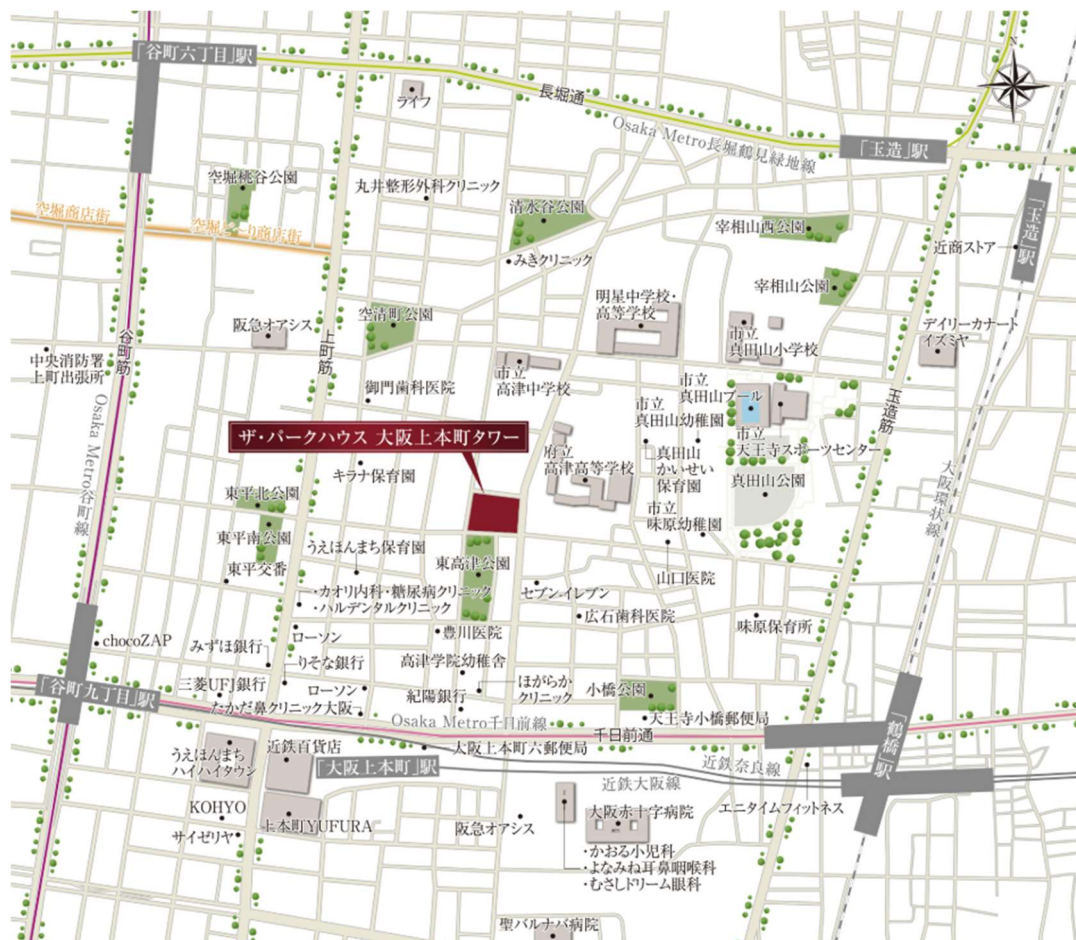 「谷町六丁目」駅
ライフ
長堀通
Osaka Metro長堀鶴見緑地線
「玉造」駅
N
空堀桃谷公園
丸井整形外科クリニック
清水谷公園
宰相山西公園
「玉造」駅
近商ストア
空堀商店街
空堀どーり商店街
みきクリニック
宰相山公園
明星中学校・
高等学校
空清町公園
阪急オアシス
上町筋
谷町筋
市立
真田山小学校
デイリーカナート
イズミヤ
中央消防署
上町出張所
市立
高津中学校
御門歯科医院
市立
真田山プール
玉造筋
市立
真田山幼稚園
Osaka Metro谷町線
ザ・パークハウス 大阪上本町タワー
府立
高津高等学校
市立
天王寺スポーツセンター
真田山
かいせい
保育園
キラナ保育園
真田山公園
大阪環状線
東平北公園
市立
味原幼稚園
東平南公園
うえほんまち保育園
東高津公園
東平交番
山口医院
・カオリ内科・糖尿病クリニック
・ハルデンタルクリニック
セブンイレブン
広石歯科医院
味原保育所
chocoZAP
みずほ銀行
ローソン
豊川医院
りそな銀行
高津学院幼稚舎
ほがらか
クリニック
小橋公園
「谷町九丁目」駅
三菱UFJ銀行
ローソン
紀陽銀行
たかだ鼻クリニック大阪
Osaka Metro千日前線
天王寺小橋郵便局
千日前通
「鶴橋」駅
うえほんまち
ハイハイタウン
近鉄百貨店
大阪上本町六郵便局
「大阪上本町」駅
近鉄奈良線
近鉄大阪線
エニタイムフィットネス
KOHYO
サイゼリヤ
上本町YUFURA
阪急オアシス
大阪赤十字病院
・かおる小児科
・よなみね耳鼻咽喉科
・むさしドリーム眼科
聖バルナバ病院